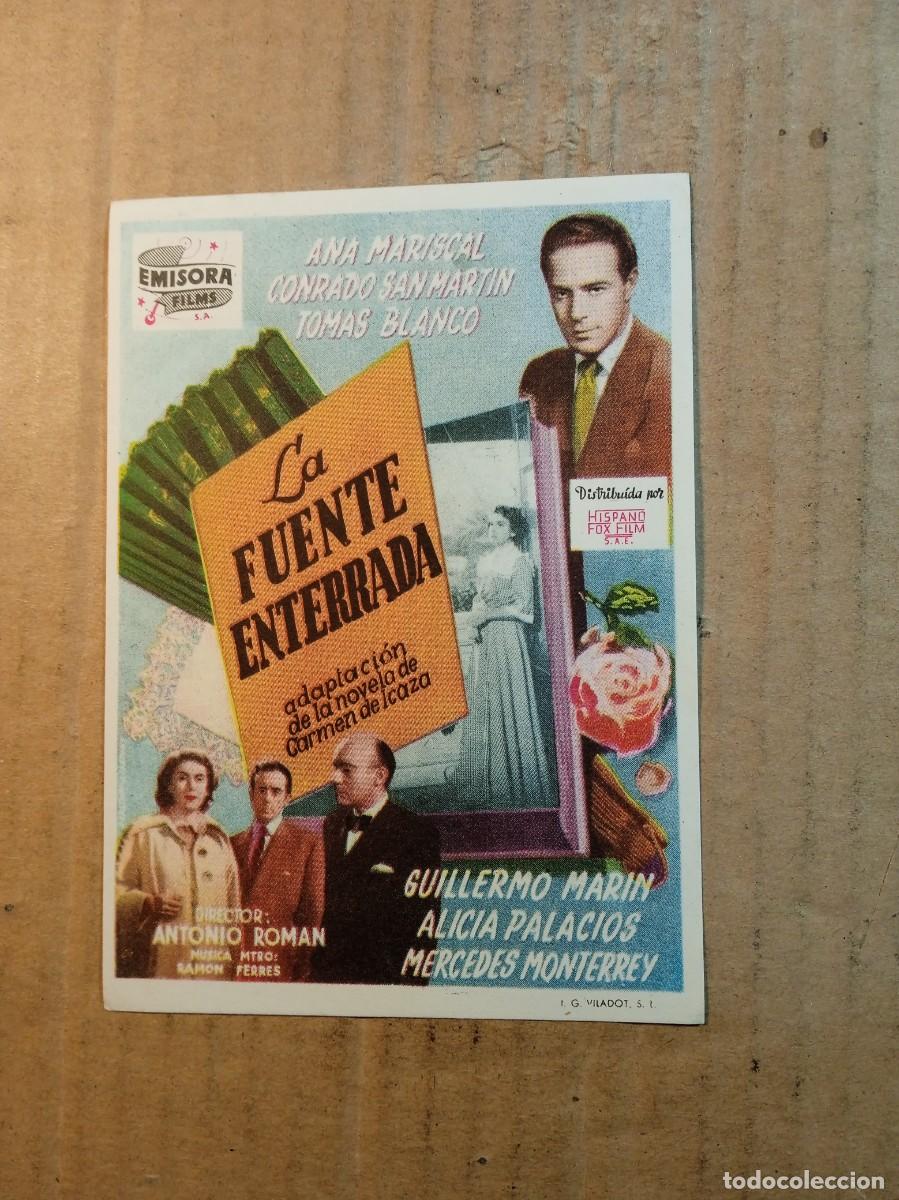 EMISORA
FILMS
S.A.
ANA MARISCAL
CONRADO SAN MARTIN
TOMAS BLANCO
Distribuída por
HISPANO
FOX FILM
S.A.E.
La
FUENTE
ENTERRADA
adaptación
de la novela de
Carmen de Icaza
GUILLERMO MARIN
ALICIA PALACIOS
MERCEDES MONTERREY
DIRECTOR:
ANTONIO ROMAN
MUSICA MTRO:
RAMON FERRES
I. G. VILADOT, S. L.
todocoleccion